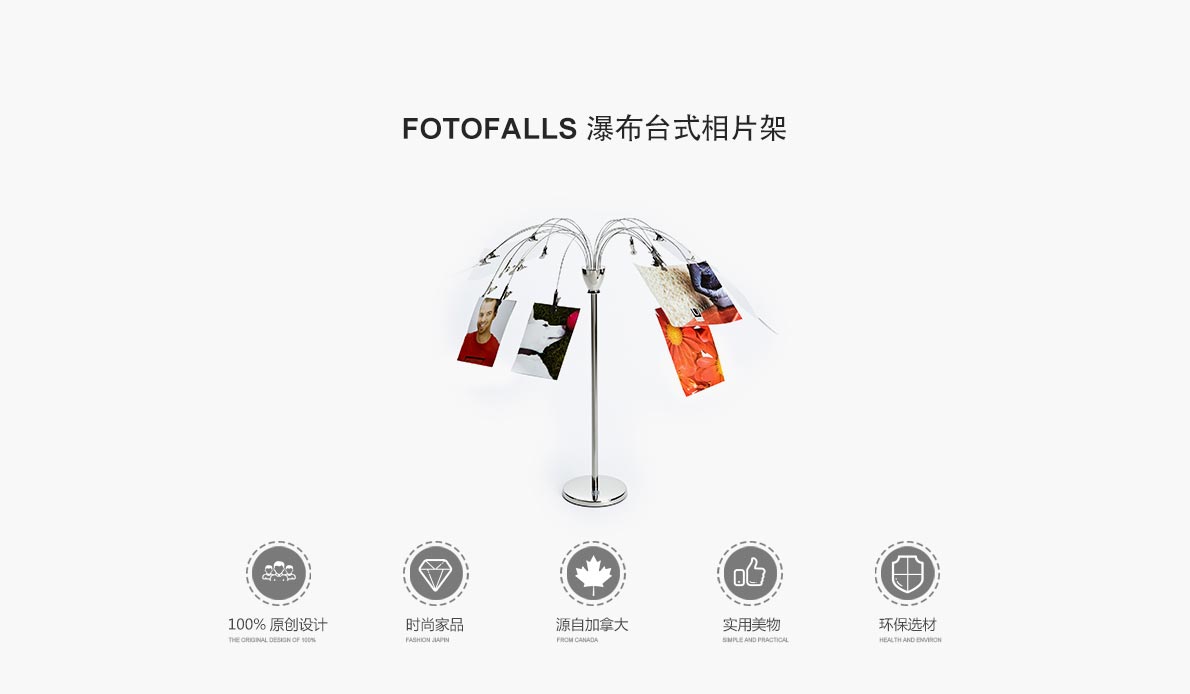 FOTOFALLS 瀑布台式相片架
100% 原创设计
THE ORIGINAL DESIGN OF 100%
时尚家品
FASHION JIAPIN
源自加拿大
FROM CANADA
实用美物
SIMPLE AND PRACTICAL
环保选材
HEALTH AND ENVIRON